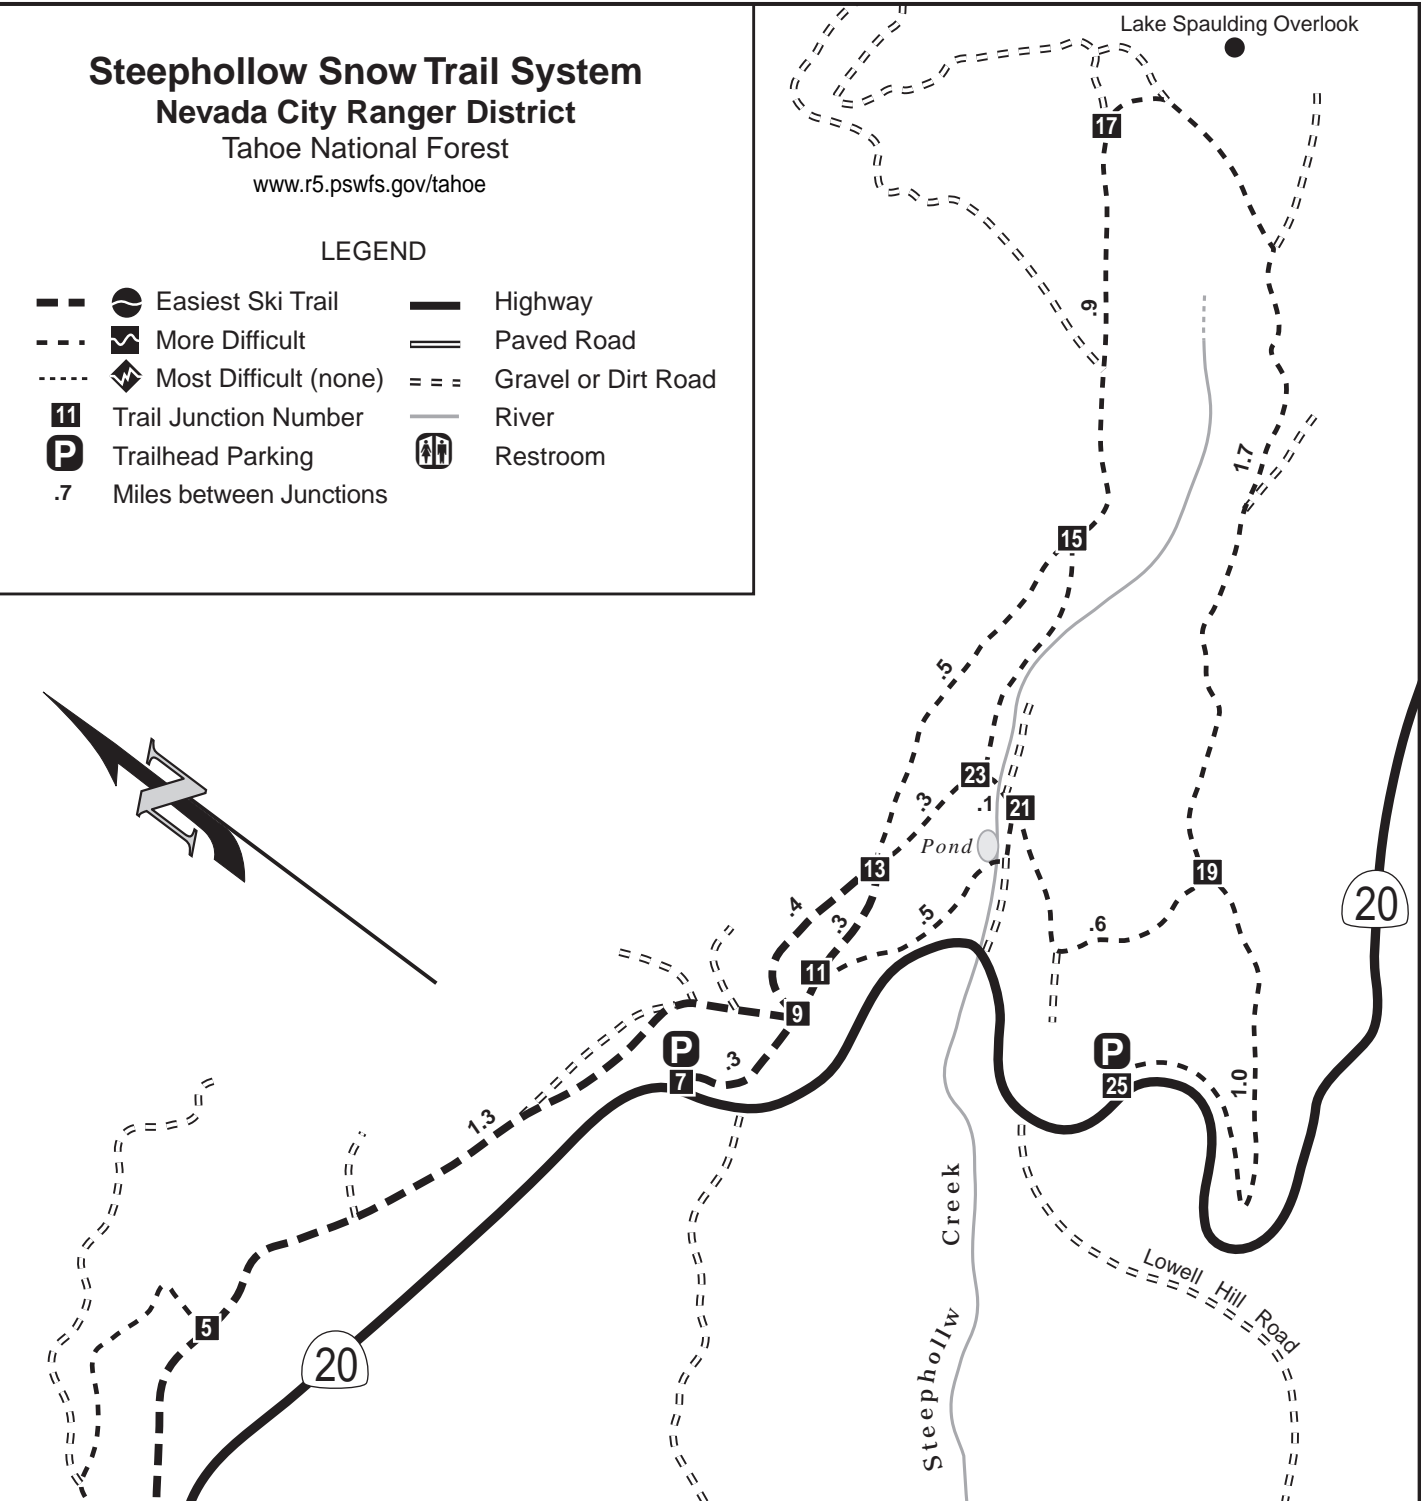 Lake Spaulding Overlook
Steephollow Snow Trail System
Nevada City Ranger District
Tahoe National Forest
www.r5.pswfs.gov/tahoe
LEGEND
Easiest Ski Trail
More Difficult
Most Difficult (none)
11 Trail Junction Number
P Trailhead Parking
.7 Miles between Junctions
Highway
Paved Road
Gravel or Dirt Road
River
Restroom
17
.9
1.7
15
.5
N
23
.3
.1
21
Pond
13
19
.4
.3
.5
.6
20
11
9
P
7
.3
P
25
1.0
1.3
5
20
Steephollw Creek
Lowell Hill Road